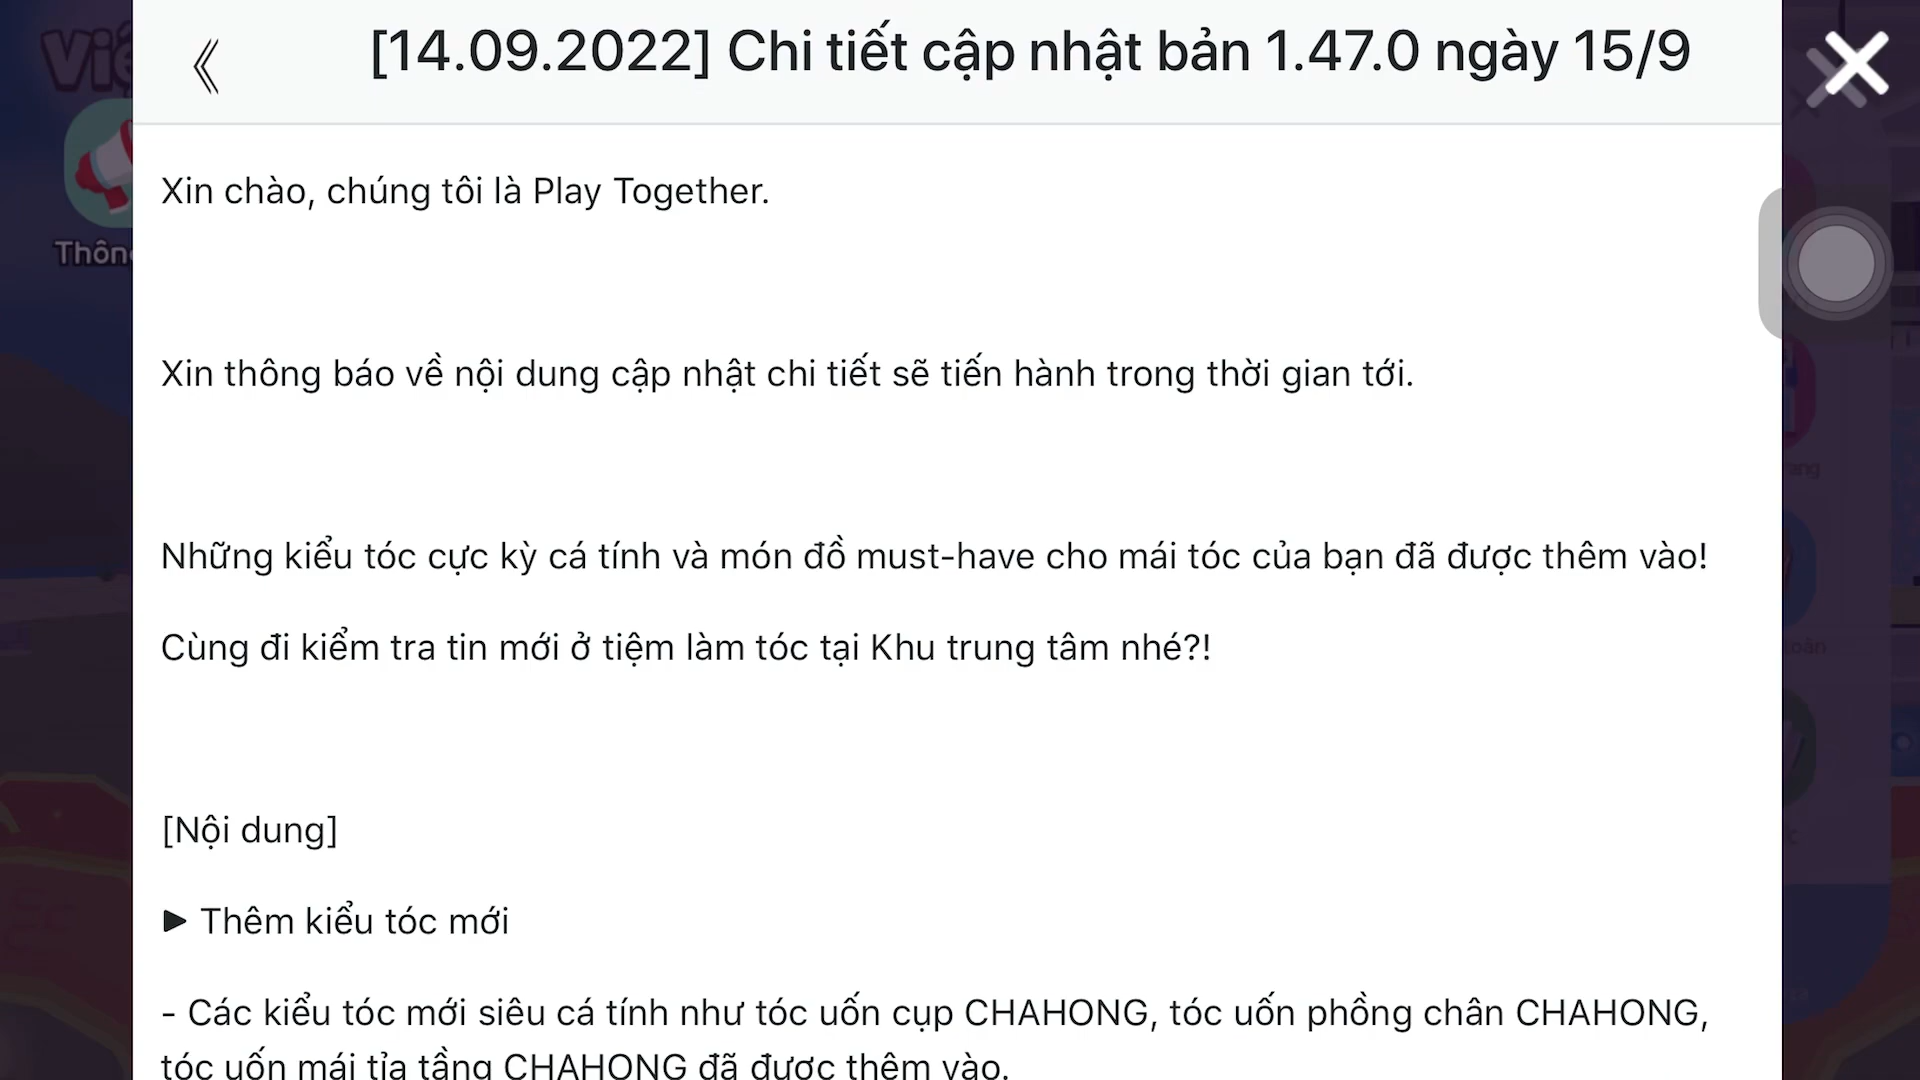 [14.09.2022] Chi tiết cập nhật bản 1.47.0 ngày 15/9
Thôn
Xin chào, chúng tôi là Play Together.
Xin thông báo về nội dung cập nhật chi tiết sẽ tiến hành trong thời gian tới.
Những kiểu tóc cực kỳ cá tính và món đồ must-have cho mái tóc của bạn đã được thêm vào!
Cùng đi kiểm tra tin mới ở tiệm làm tóc tại Khu trung tâm nhé?!
[Nội dung]
► Thêm kiểu tóc mới
- Các kiểu tóc mới siêu cá tính như tóc uốn cụp CHAHONG, tóc uốn phồng chân CHAHONG,
tóc uốn mái tỉa tầng CHAHONG đã được thêm vào.